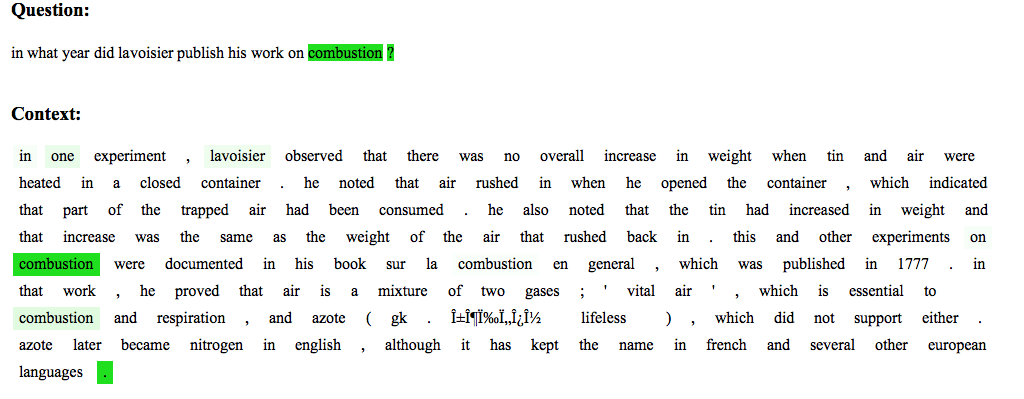 Question:
in what year did lavoisier publish his work on combustion ?
Context:
in one experiment , lavoisier observed that there was no overall increase in weight when tin and air were
heated in a closed container . he noted that air rushed in when he opened the container , which indicated
that part of the trapped air had been consumed . he also noted that the tin had increased in weight and
that increase was the same as the weight of the air that rushed back in . this and other experiments on
combustion were documented in his book sur la combustion en general , which was published in 1777 . in
that work , he proved that air is a mixture of two gases ; ' vital air ' , which is essential to
combustion and respiration , and azote ( gk . Î±Î¶Ï‰Ï„Î¿Î½ lifeless ) , which did not support either .
azote later became nitrogen in english , although it has kept the name in french and several other european
languages .